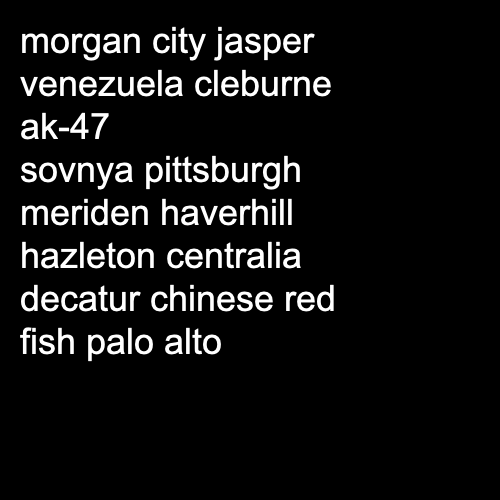 morgan city jasper
venezuela cleburne
ak-47
sovnya pittsburgh
meriden haverhill
hazleton centralia
decatur chinese red
fish palo alto